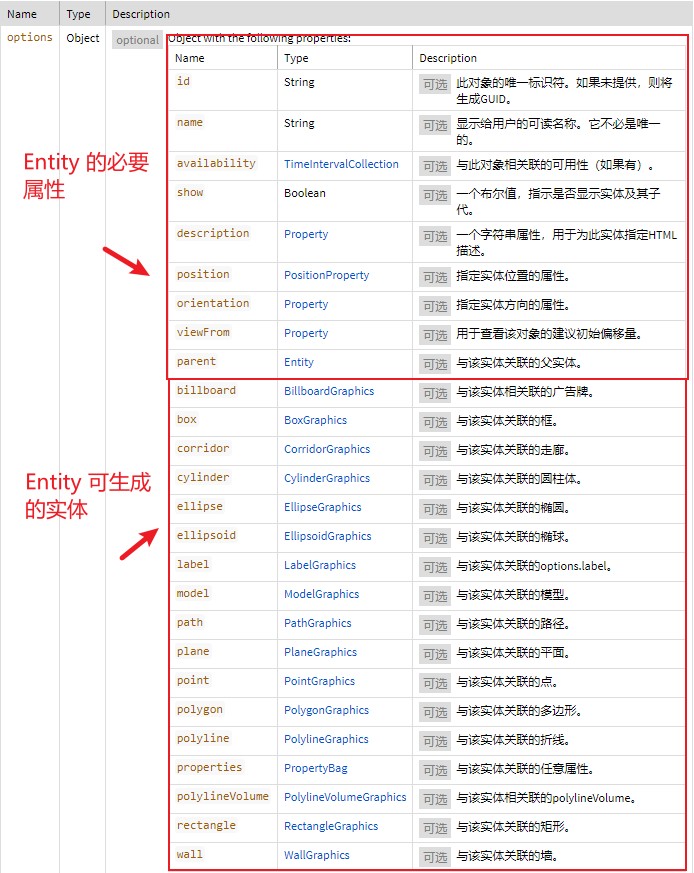 Name Type Description
options Object optional Object with the following properties:
Name Type Description
id String 可选 此对象的唯一标识符。如果未提供，则将
生成GUID。
name String 可选 显示给用户的可读名称。它不必是唯一
的。
Entity 的必要
属性
availability TimeIntervalCollection 可选 与此对象相关联的可用性（如果有）。
show Boolean 可选 一个布尔值，指示是否显示实体及其子
代。
description Property 可选 一个字符串属性，用于为此实体指定HTML
描述。
position PositionProperty 可选 指定实体位置的属性。
orientation Property 可选 指定实体方向的属性。
viewFrom Property 可选 用于查看该对象的建议初始偏移量。
parent Entity 可选 与该实体关联的父实体。
billboard BillboardGraphics 可选 与该实体相关联的广告牌。
box BoxGraphics 可选 与该实体关联的框。
corridor CorridorGraphics 可选 与该实体关联的走廊。
Entity 可生成
的实体
cylinder CylinderGraphics 可选 与该实体关联的圆柱体。
ellipse EllipseGraphics 可选 与该实体关联的椭圆。
ellipsoid EllipsoidGraphics 可选 与该实体关联的椭球。
label LabelGraphics 可选 与该实体关联的options.label。
model ModelGraphics 可选 与该实体关联的模型。
path PathGraphics 可选 与该实体关联的路径。
plane PlaneGraphics 可选 与该实体关联的平面。
point PointGraphics 可选 与该实体关联的点。
polygon PolygonGraphics 可选 与该实体关联的多边形。
polyline PolylineGraphics 可选 与该实体关联的折线。
properties PropertyBag 可选 与该实体关联的任意属性。
polylineVolume PolylineVolumeGraphics 可选 与该实体相关联的polylineVolume。
rectangle RectangleGraphics 可选 与该实体关联的矩形。
wall WallGraphics 可选 与该实体关联的墙。